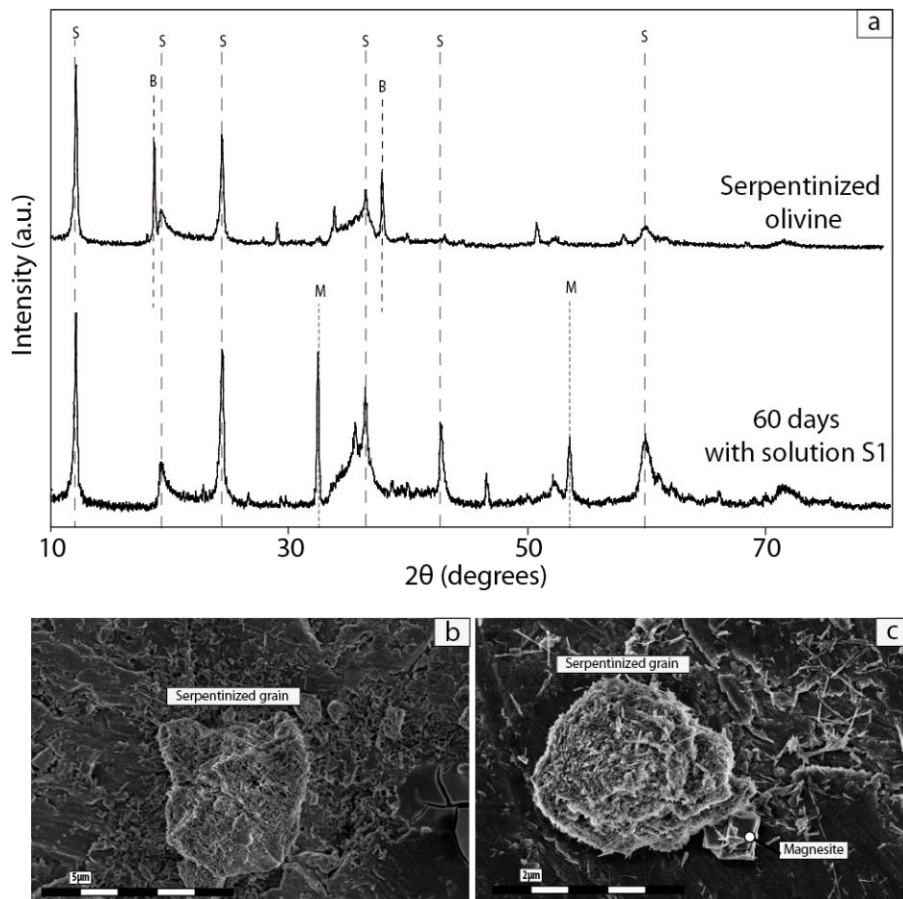 a
S S S S S S
B B
Serpentinized
olivine
M M
60 days
with solution S1
Intensity (a.u.)
10 30 50 70
2θ (degrees)
b
Serpentinized grain
5µm
c
Serpentinized grain
Magnesite
2µm